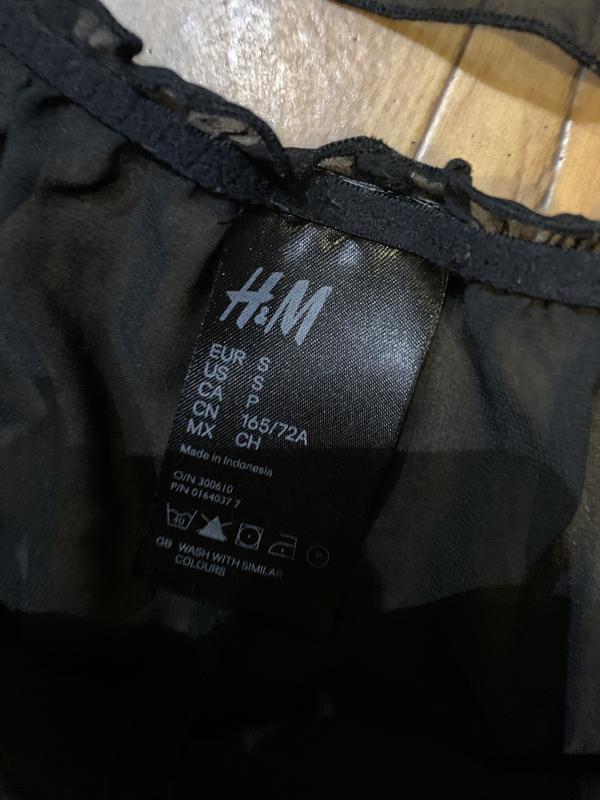 H&M
EUR S
US S
CA P
CN 165/72A
MX CH
Made in Indonesia
O/N 300610
P/N 0164037 7
40
P
GB WASH WITH SIMILAR
COLOURS